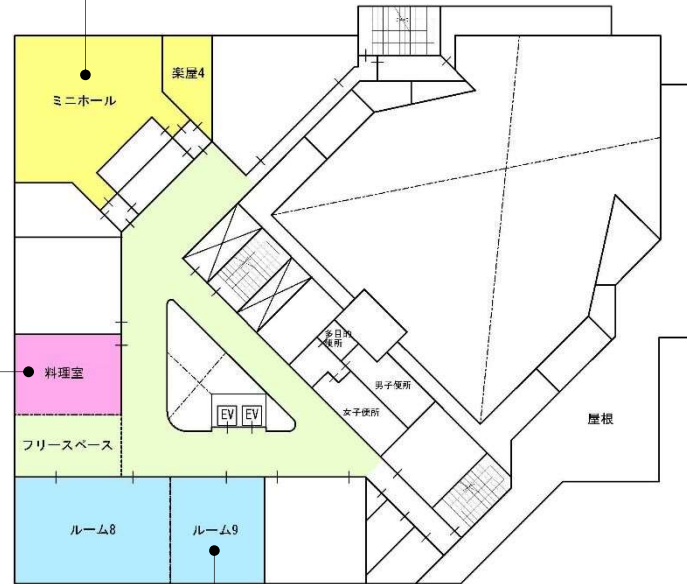 楽屋4
ミニホール
多目的
便所
料理室
男子便所
女子便所
EV EV
屋根
フリースペース
ルーム8
ルーム9